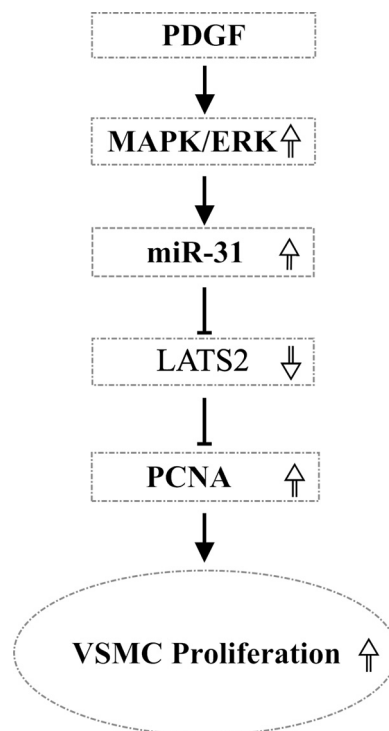 PDGF
MAPK/ERK
miR-31
LATS2
PCNA
VSMC Proliferation